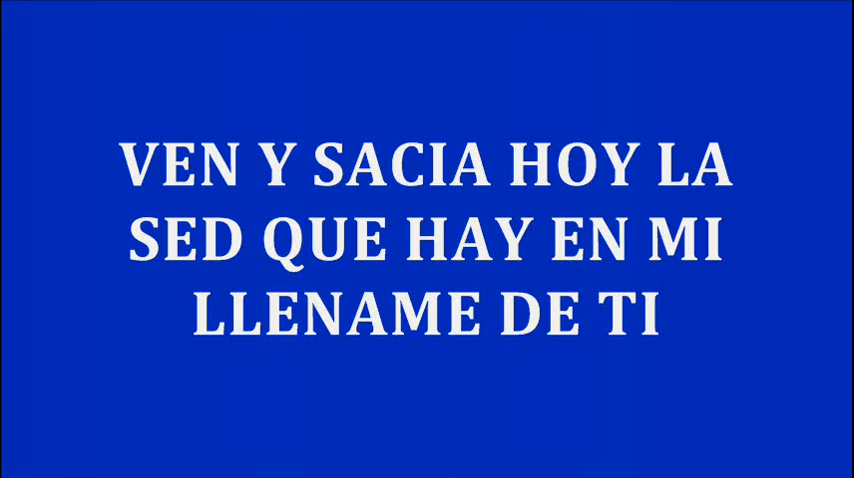 VEN Y SACIA HOY LA
SED QUE HAY EN MI
LLENAME DE TI